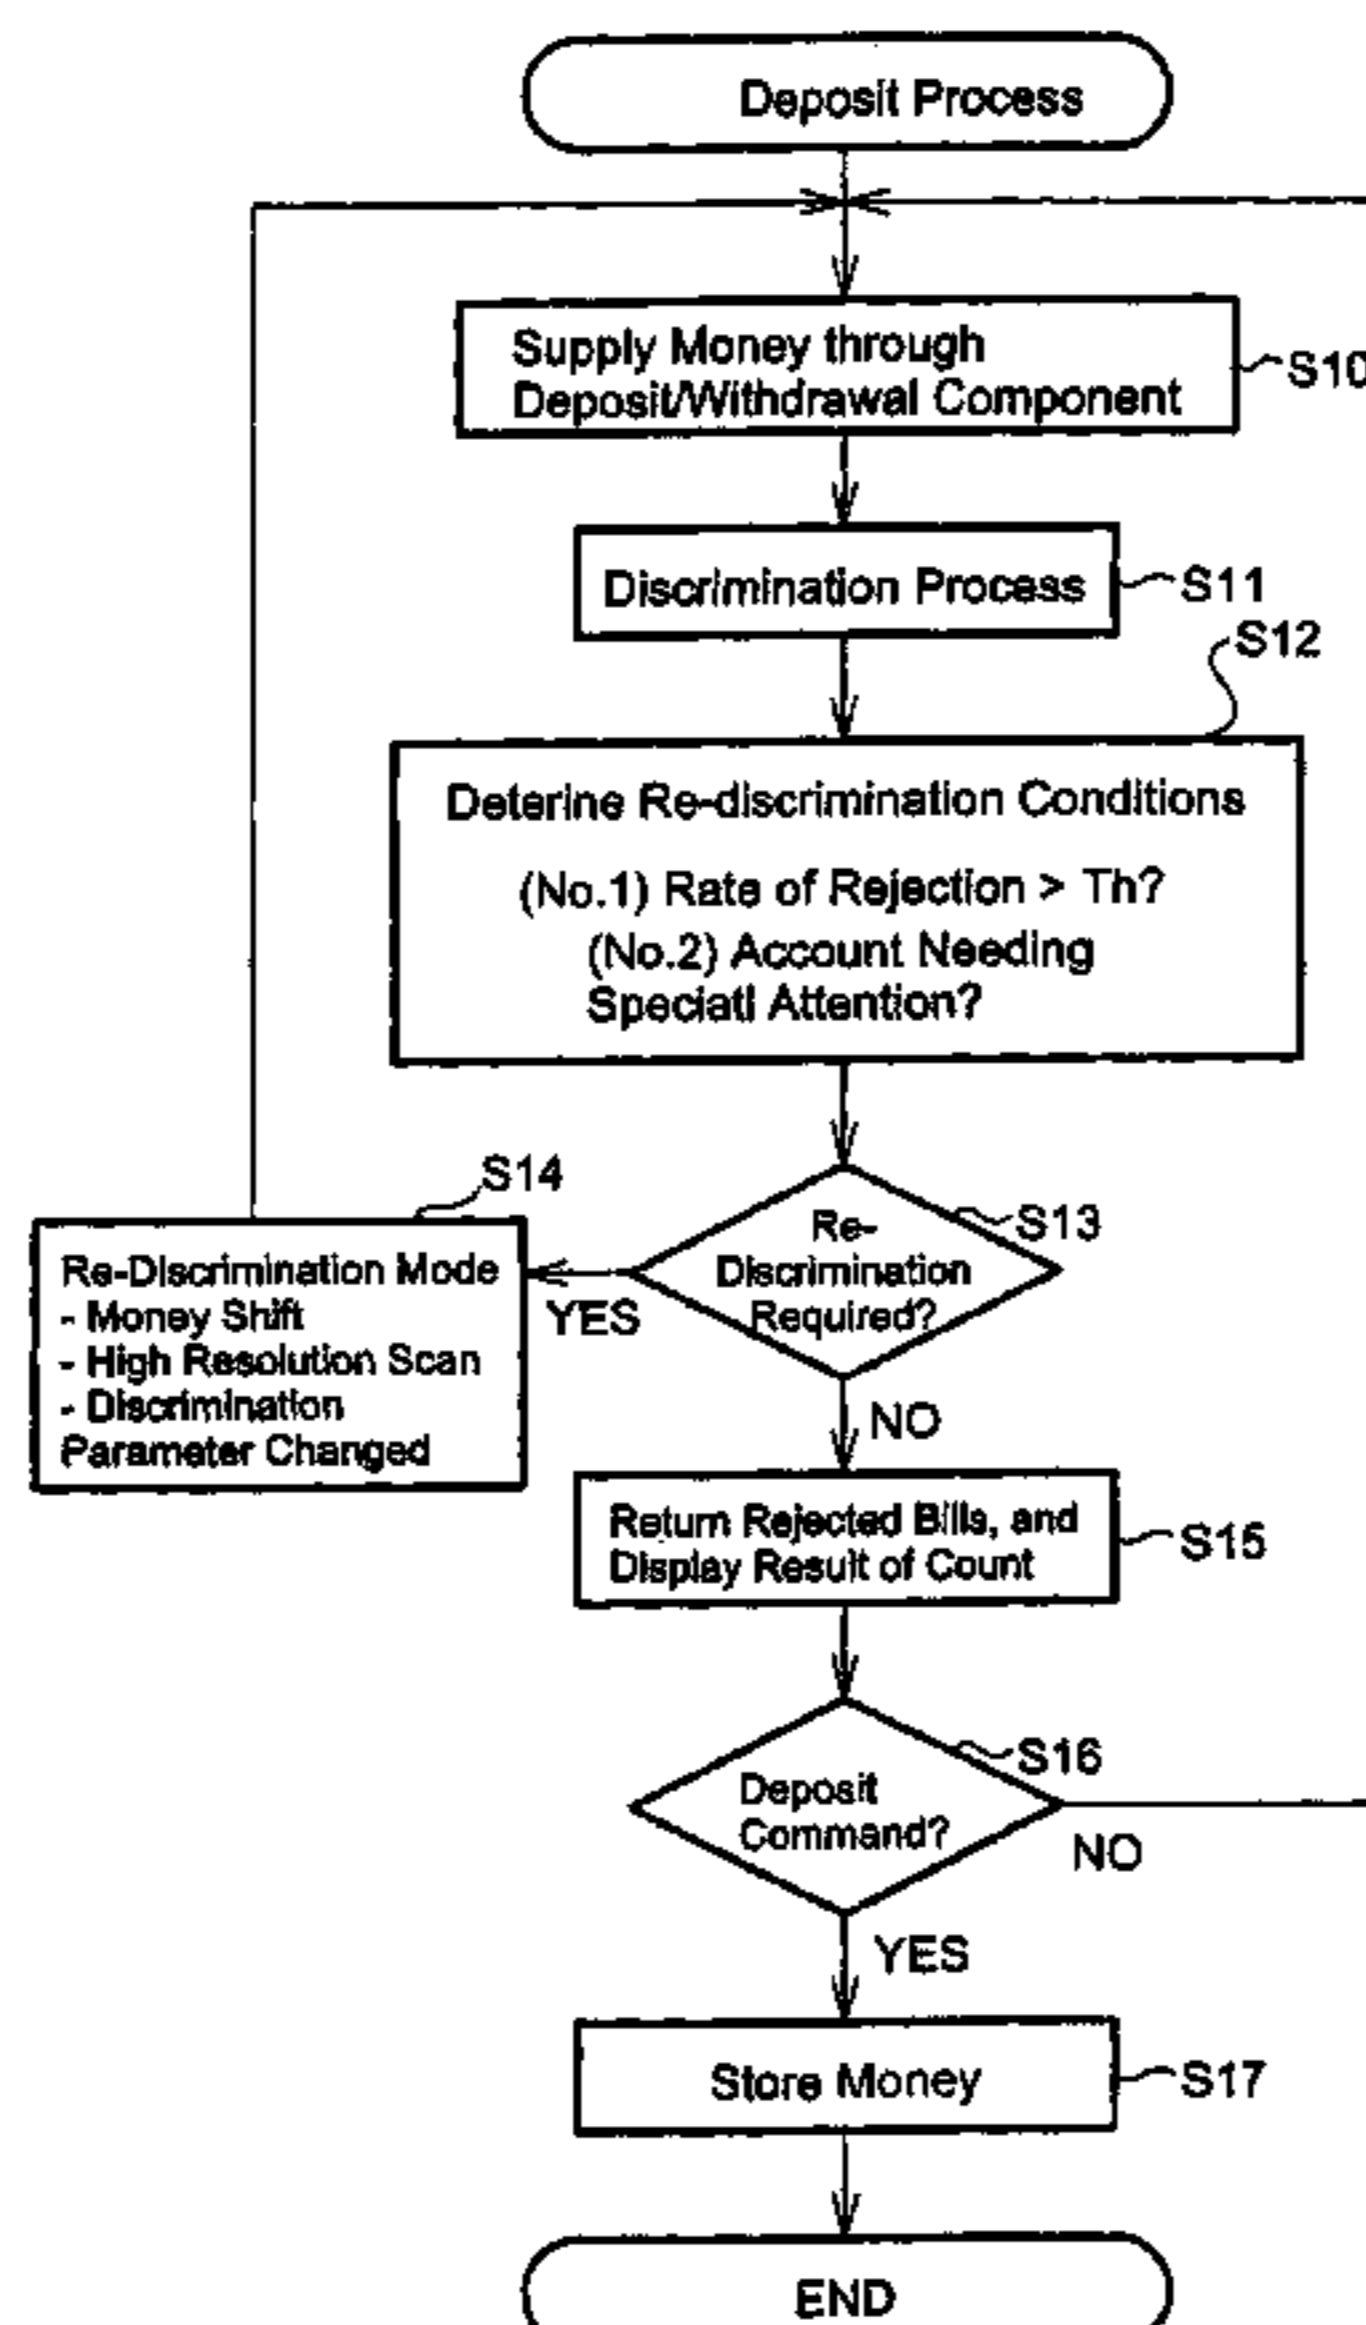 Deposit Process
Supply Money through
Deposit/Withdrawal Component
S10
Discrimination Process
S11
S12
Deterine Re-discrimination Conditions
(No.1) Rate of Rejection > Th?
(No.2) Account Needing
Speciatl Attention?
S14
S13
Re-
Discrimination
Required?
Re-Discrimination Mode
- Money Shift
- High Resolution Scan
- Discrimination
Parameter Changed
YES
NO
Return Rejected Bills, and
Display Result of Count
S15
S16
Deposit
Command?
NO
YES
Store Money
S17
END